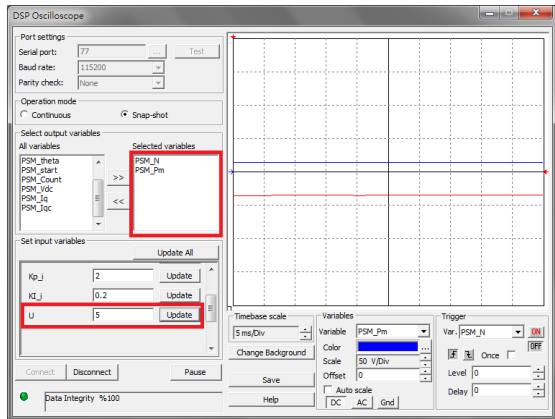 DSP Oscilloscope
Port settings
Serial port: 77 ... Test
Baud rate: 115200
Parity check: None
Operation mode
Continuous Snap-shot
Select output variables
All variables Selected variables
PSM_theta
PSM_start
PSM_Count
PSM_Vdc
PSM_Iq
PSM_Iqc
>>
<<
PSM_N
PSM_Pm
Set input variables
Update All
Kp_i 2 Update
KI_i 0.2 Update
U 5 Update
Connect Disconnect Pause
Data Integrity %100
Timebase scale
5 ms/Div
Change Background
Save
Help
Variables
Variable PSM_Pm
Color ...
Scale 50 V/Div
Offset 0
Auto scale
DC AC Gnd
Trigger
Var. PSM_N ON
OFF
Once
Level 0
Delay 0